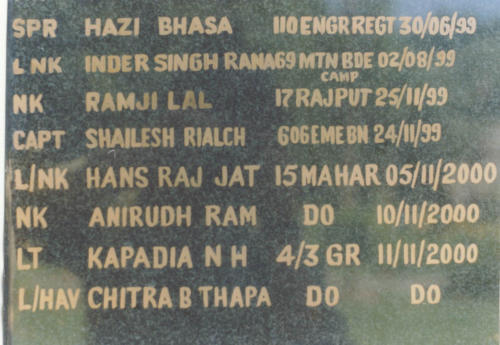 SPR HAZI BHASA 110 ENGR REGT 30/06/99
L NK INDER SINGH RANA 69 MTN BDE 02/08/99
CAMP
NK RAMJI LAL 17 RAJPUT 25/11/99
CAPT SHAILESH RIALCH 606 EME BN 24/11/99
L/NK HANS RAJ JAT 15 MAHAR 05/11/2000
NK ANIRUDH RAM DO 10/11/2000
LT KAPADIA N H 4/3 GR 11/11/2000
L/HAV CHITRA B THAPA DO DO